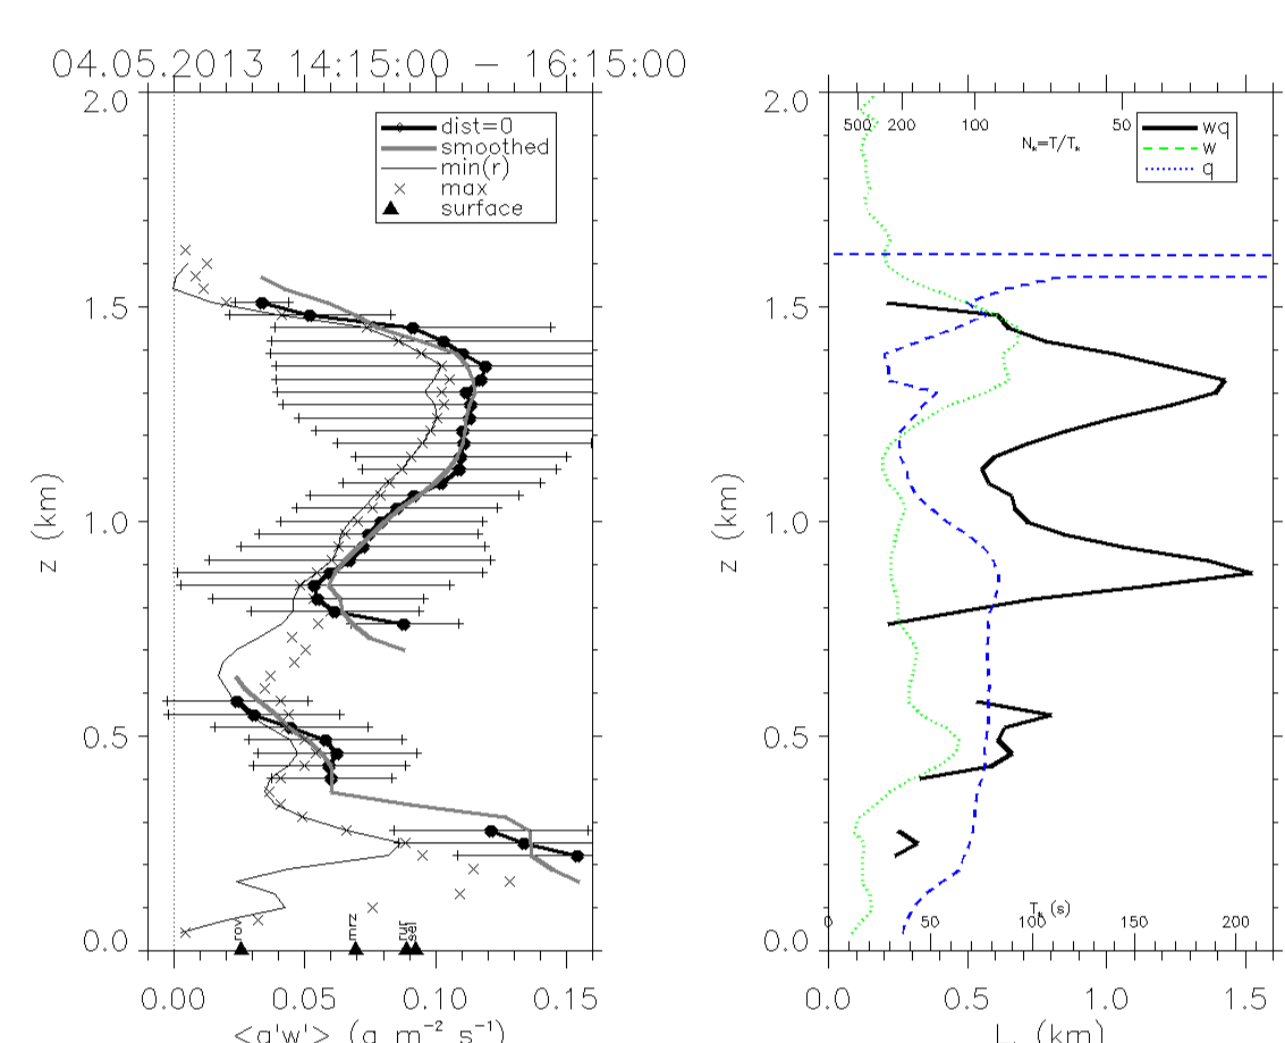 04.05.2013 14:15:00 — 16:15:00
2.0
1.5
1.0
0.5
0.0
z (km)
dist=0
smoothed
min(r)
max
surface
rov
mrz
rur
sel
0.00 0.05 0.10 0.15
<q'w'> (g m⁻² s⁻¹)
2.0
1.5
1.0
0.5
0.0
z (km)
500 200 100 50
N*=T/T*
wq
w
q
T* (s)
0 50 100 150 200
0.0 0.5 1.0 1.5
L (km)